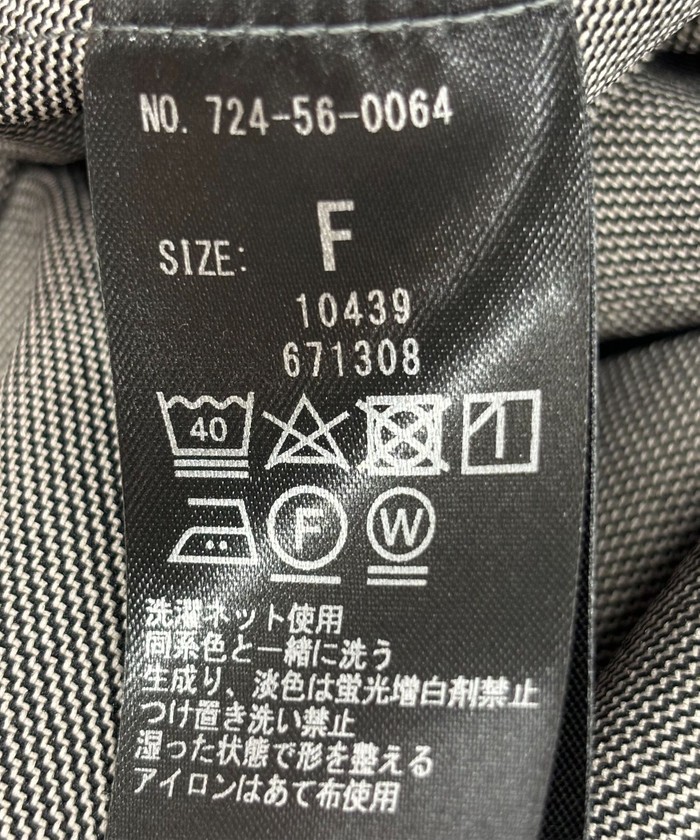 NO. 724-56-0064
SIZE: F
10439
671308
40
F W
洗濯ネット使用
同系色と一緒に洗う
生成り、淡色は蛍光増白剤禁止
つけ置き洗い禁止
湿った状態で形を整える
アイロンはあて布使用